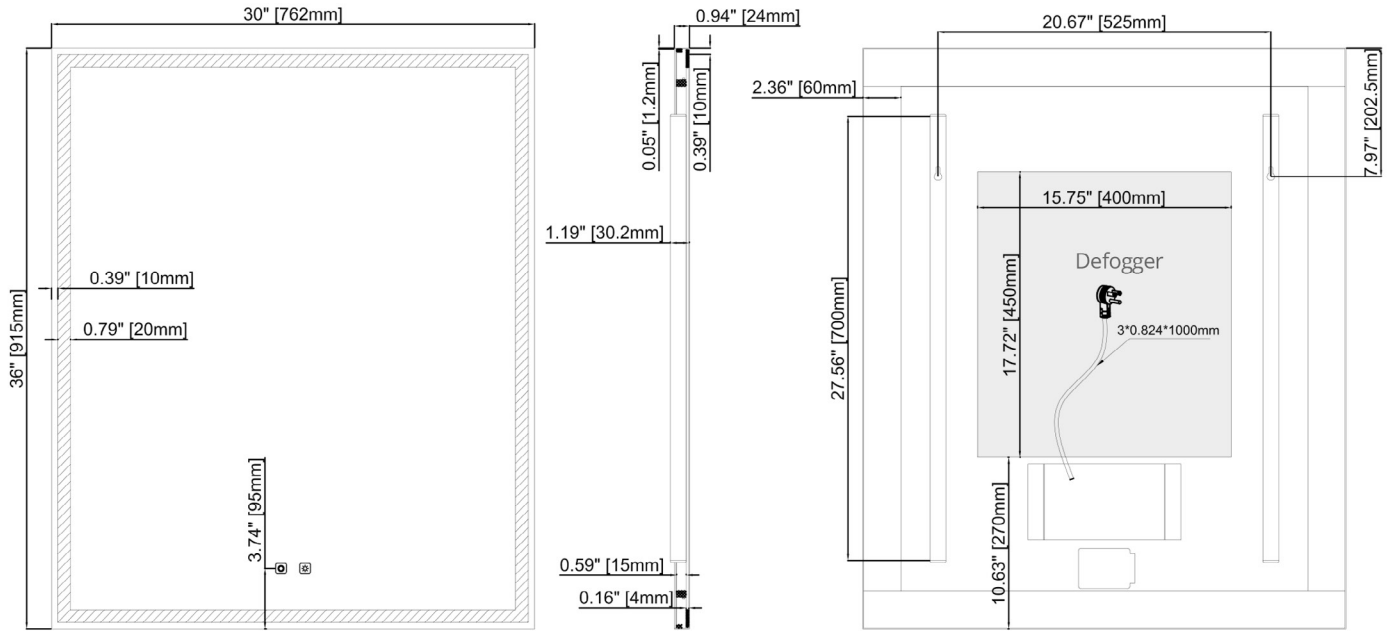 30" [762mm]
36" [915mm]
0.39" [10mm]
0.79" [20mm]
3.74" [95mm]
0.94" [24mm]
0.05" [1.2mm]
0.39" [10mm]
1.19" [30.2mm]
0.59" [15mm]
0.16" [4mm]
20.67" [525mm]
2.36" [60mm]
7.97" [202.5mm]
15.75" [400mm]
Defogger
17.72" [450mm]
3*0.824*1000mm
27.56" [700mm]
10.63" [270mm]